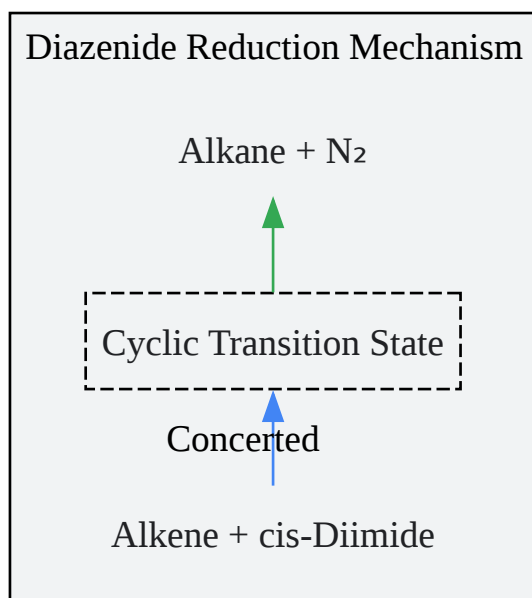 Diazenide Reduction Mechanism
Alkane + N₂
Cyclic Transition State
Concerted
Alkene + cis-Diimide